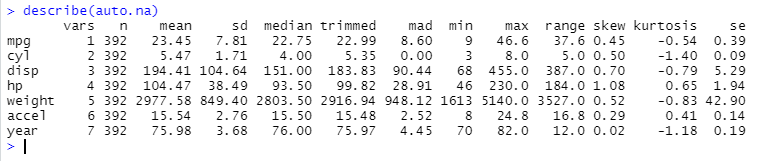 > describe(auto.na)
       vars   n    mean     sd  median trimmed    mad  min    max  range skew kurtosis    se
mpg       1 392   23.45   7.81   22.75   22.99   8.60    9   46.6   37.6 0.45    -0.54  0.39
cyl       2 392    5.47   1.71    4.00    5.35   0.00    3    8.0    5.0 0.50    -1.40  0.09
disp      3 392  194.41 104.64  151.00  183.83  90.44   68  455.0  387.0 0.70    -0.79  5.29
hp        4 392  104.47  38.49   93.50   99.82  28.91   46  230.0  184.0 1.08     0.65  1.94
weight    5 392 2977.58 849.40 2803.50 2916.94 948.12 1613 5140.0 3527.0 0.52    -0.83 42.90
accel     6 392   15.54   2.76   15.50   15.48   2.52    8   24.8   16.8 0.29     0.41  0.14
year      7 392   75.98   3.68   76.00   75.97   4.45   70   82.0   12.0 0.02    -1.18  0.19
>